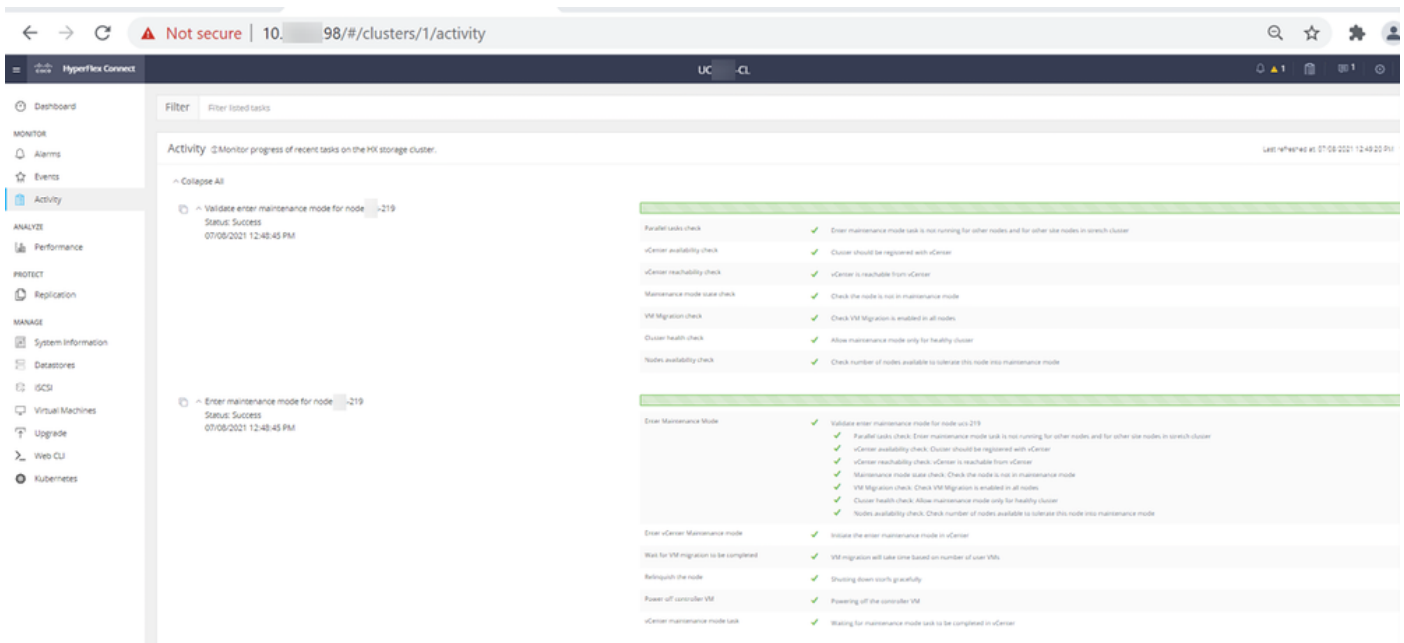 Not secure | 10. 98/#/clusters/1/activity
CISCO HyperFlex Connect
UC -CL
1
1
Dashboard
MONITOR
Alarms
Events
Activity
ANALYZE
Performance
PROTECT
Replication
MANAGE
System Information
Datastores
iSCSI
Virtual Machines
Upgrade
Web CLI
Kubernetes
Filter Filter listed tasks
Activity Monitor progress of recent tasks on the HX storage cluster.
Last refreshed at: 07/08/2021 12:49:20 PM
Collapse All
Validate enter maintenance mode for node -219
Status: Success
07/08/2021 12:48:45 PM
Parallel tasks check Enter maintenance mode task is not running for other nodes and for other site nodes in stretch cluster
vCenter availability check Cluster should be registered with vCenter
vCenter reachability check vCenter is reachable from vCenter
Maintenance mode state check Check the node is not in maintenance mode
VM Migration check Check VM Migration is enabled in all nodes
Cluster health check Allow maintenance mode only for healthy cluster
Nodes availability check Check number of nodes available to tolerate this node into maintenance mode
Enter maintenance mode for node -219
Status: Success
07/08/2021 12:48:45 PM
Enter Maintenance Mode Validate enter maintenance mode for node ucs-219
Parallel tasks check: Enter maintenance mode task is not running for other nodes and for other site nodes in stretch cluster
vCenter availability check: Cluster should be registered with vCenter
vCenter reachability check: vCenter is reachable from vCenter
Maintenance mode state check: Check the node is not in maintenance mode
VM Migration check: Check VM Migration is enabled in all nodes
Cluster health check: Allow maintenance mode only for healthy cluster
Nodes availability check: Check number of nodes available to tolerate this node into maintenance mode
Enter vCenter Maintenance mode Initiate the enter maintenance mode in vCenter
Wait for VM migration to be completed VM migration will take time based on number of user VMs
Relinquish the node Shutting down storfs gracefully
Power off controller VM Powering off the controller VM
vCenter maintenance mode task Waiting for maintenance mode task to be completed in vCenter